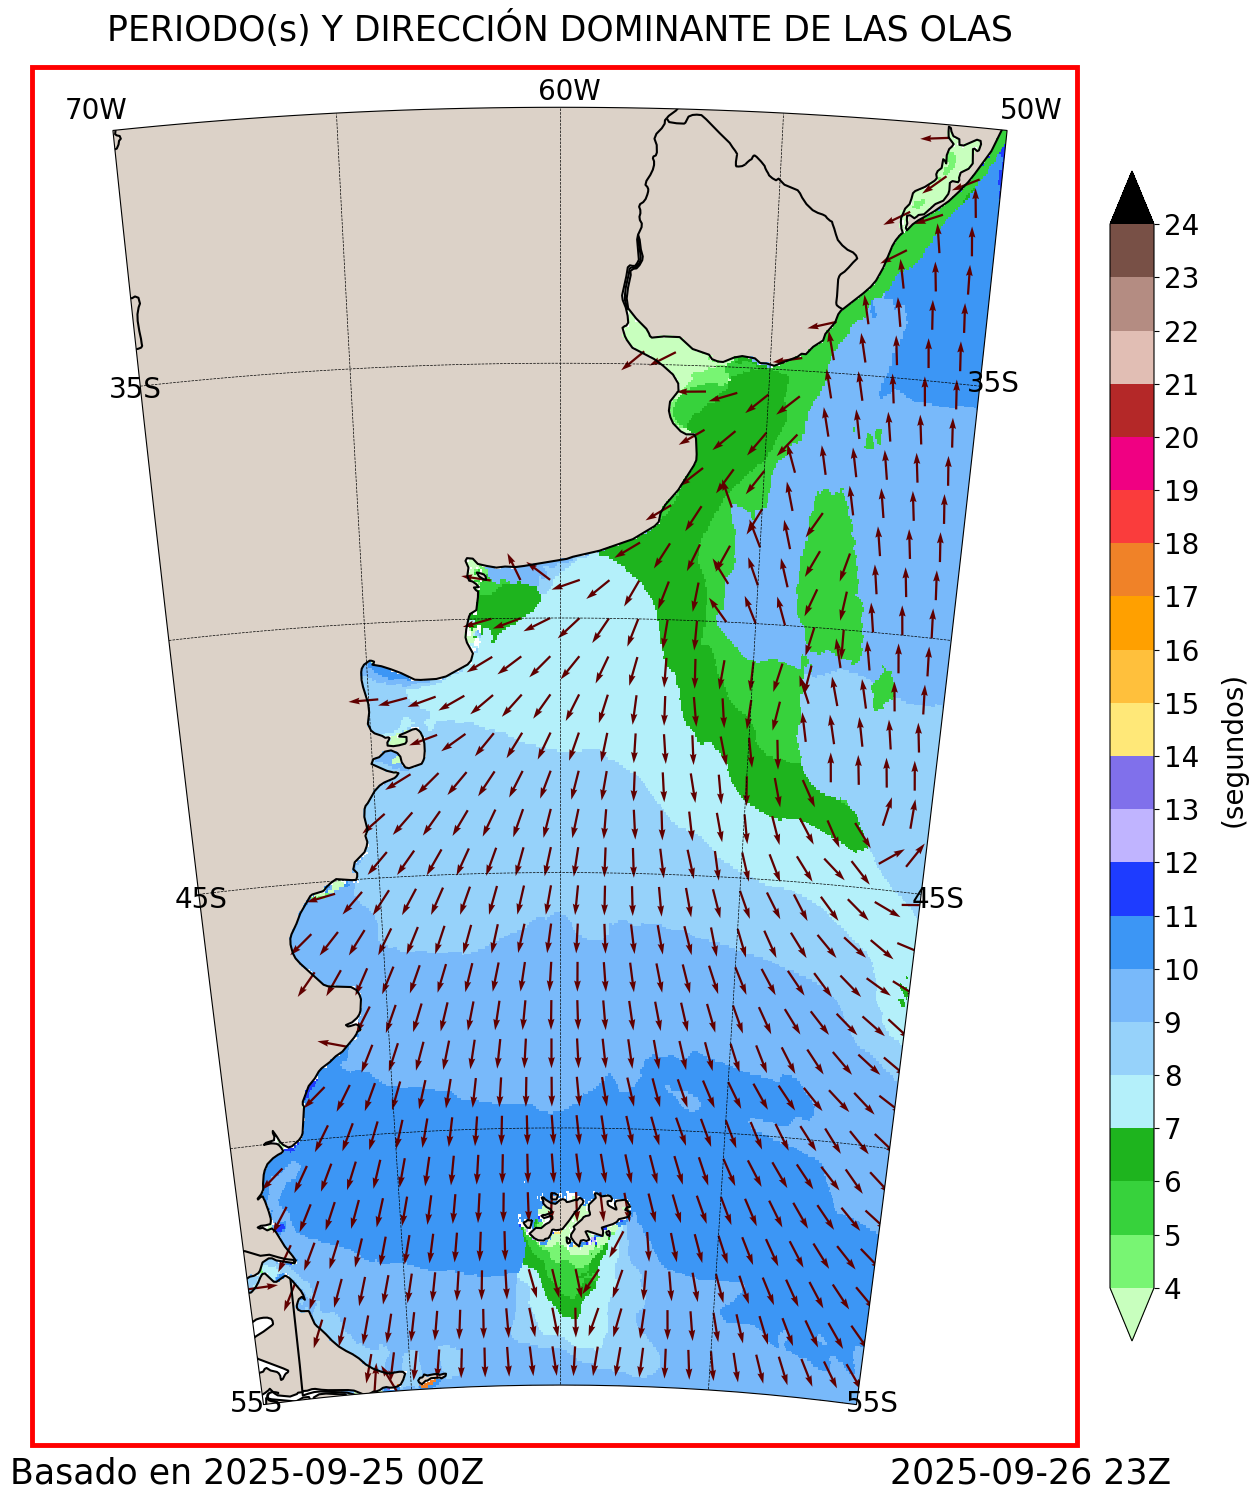 PERIODO(s) Y DIRECCIÓN DOMINANTE DE LAS OLAS
70W
60W
50W
35S
35S
45S
45S
55S
55S
24
23
22
21
20
19
18
17
16
15
14
13
12
11
10
9
8
7
6
5
4
(segundos)
Basado en 2025-09-25 00Z
2025-09-26 23Z